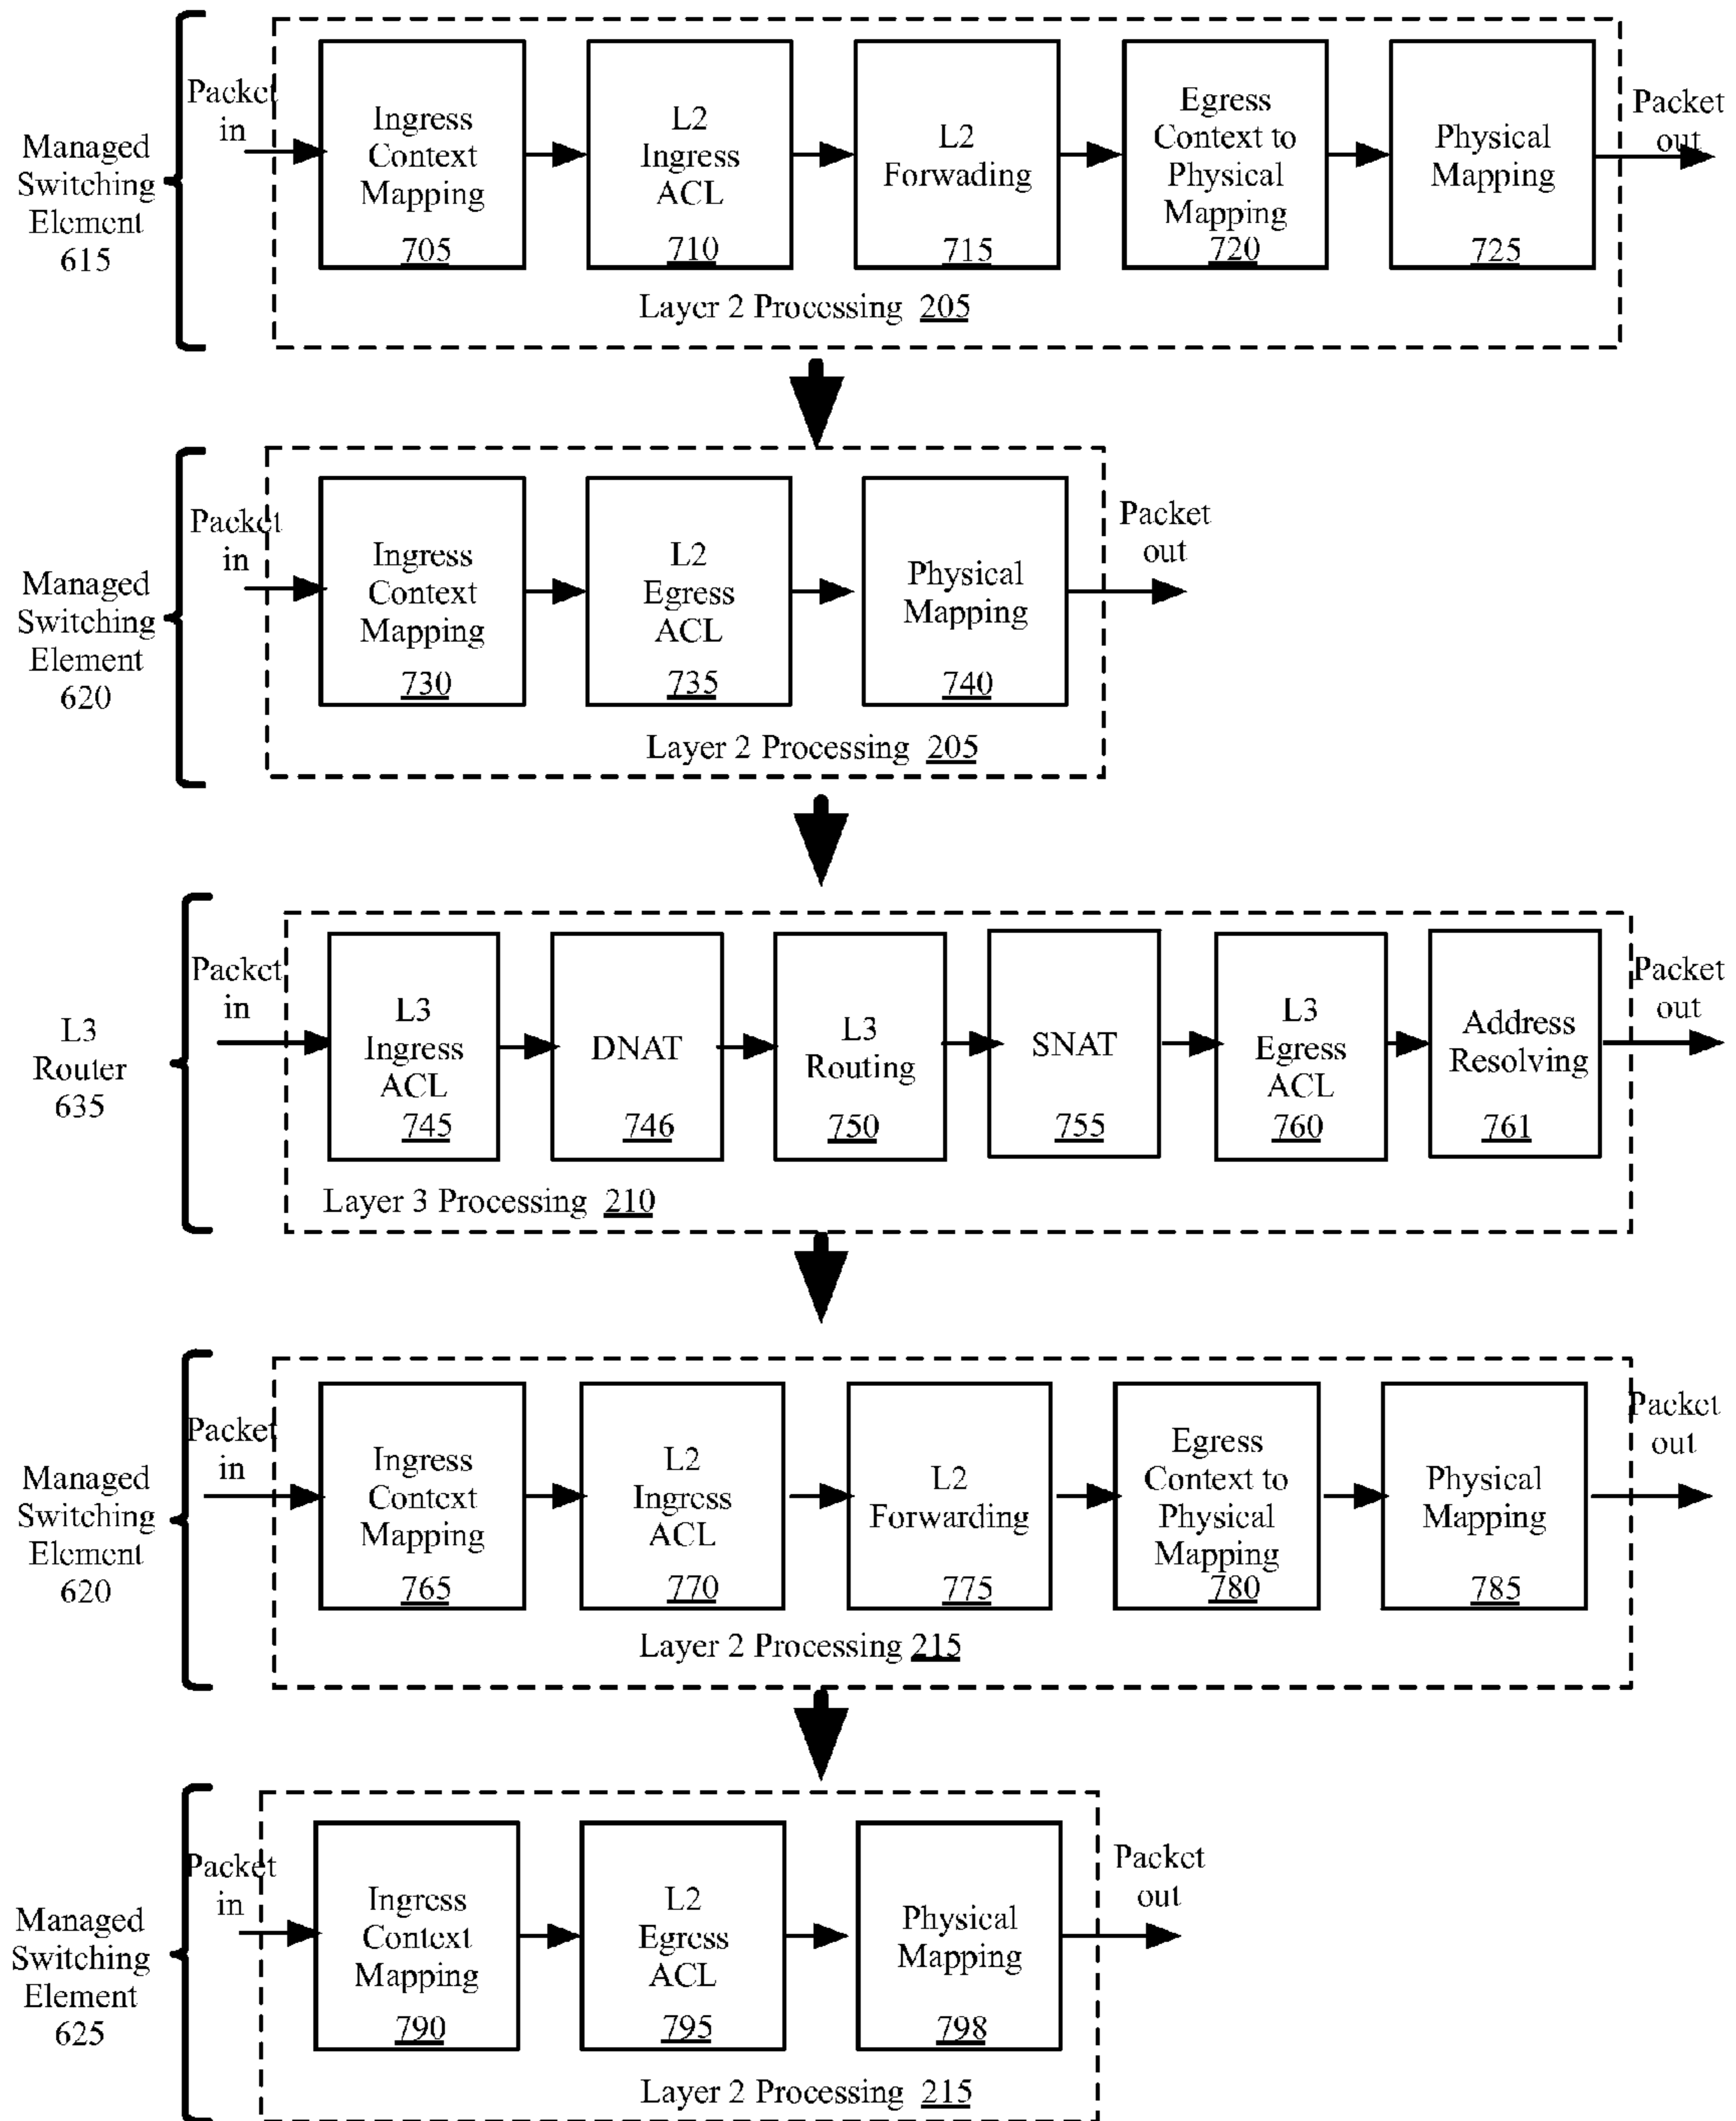 Packet
in
Managed
Switching
Element
615
Ingress
Context
Mapping
705
L2
Ingress
ACL
710
L2
Forwading
715
Egress
Context to
Physical
Mapping
720
Physical
Mapping
725
Packet
out
Layer 2 Processing 205
Packet
in
Managed
Switching
Element
620
Ingress
Context
Mapping
730
L2
Egress
ACL
735
Physical
Mapping
740
Packet
out
Layer 2 Processing 205
Packet
in
L3
Router
635
L3
Ingress
ACL
745
DNAT
746
L3
Routing
750
SNAT
755
L3
Egress
ACL
760
Address
Resolving
761
Packet
out
Layer 3 Processing 210
Packet
in
Managed
Switching
Element
620
Ingress
Context
Mapping
765
L2
Ingress
ACL
770
L2
Forwarding
775
Egress
Context to
Physical
Mapping
780
Physical
Mapping
785
Packet
out
Layer 2 Processing 215
Packet
in
Managed
Switching
Element
625
Ingress
Context
Mapping
790
L2
Egress
ACL
795
Physical
Mapping
798
Packet
out
Layer 2 Processing 215